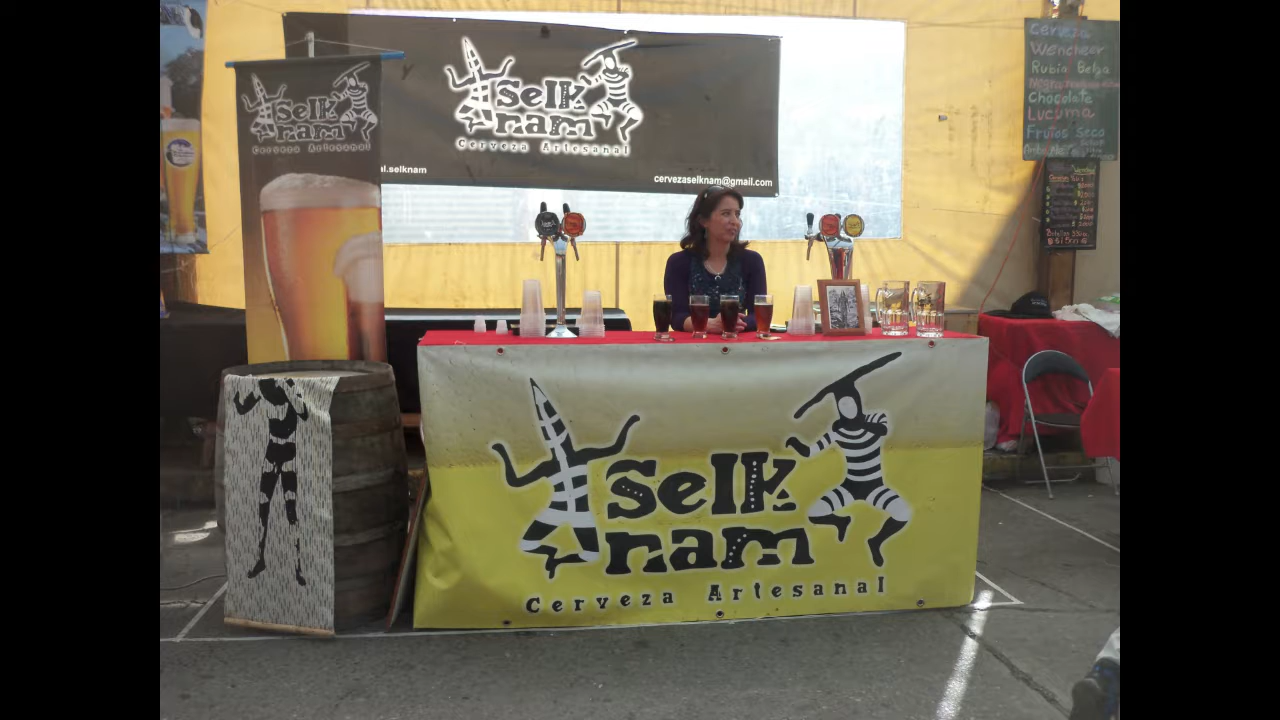 Selk
nam
Cerveza Artesanal
Selk
nam
Cerveza Artesanal
al.selknam
cervezaselknam@gmail.com
Cerveza
Wencheer
Rubia Belga
Chocolate
Lucuma
Frutos Seco
Selk
nam
Cerveza Artesanal